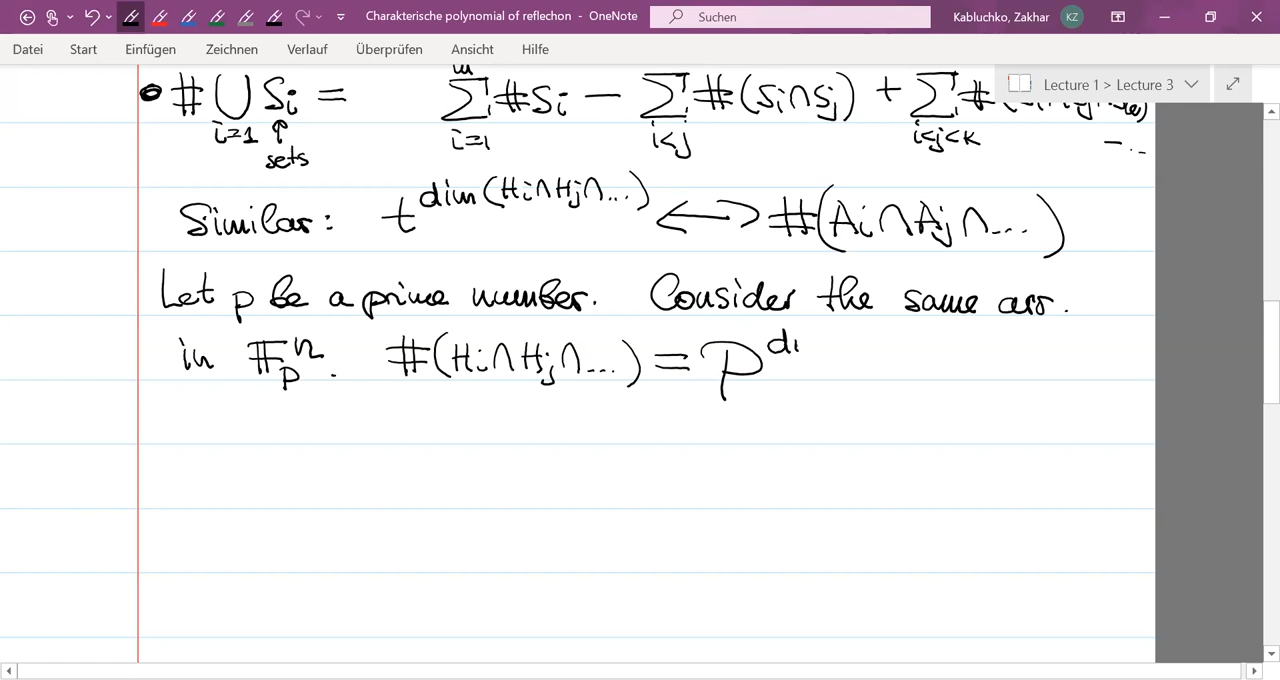 Charakterische polynomial of reflechon - OneNote
Suchen
Kabluchko, Zakhar
KZ
Datei Start Einfügen Zeichnen Verlauf Überprüfen Ansicht Hilfe
Lecture 1 > Lecture 3
# ⋃ Sᵢ = ∑ #Sᵢ − ∑ #(Sᵢ∩Sⱼ) + ∑ #
i=1 ↑ i=1 i<j i<j<k − ...
sets
Similar: t^dim(Hᵢ∩Hⱼ∩...) ⟷ #(Aᵢ∩Aⱼ∩...)
Let p be a prime number. Consider the same arr.
in 𝔽ₚⁿ. #(Hᵢ∩Hⱼ∩...) = p^di